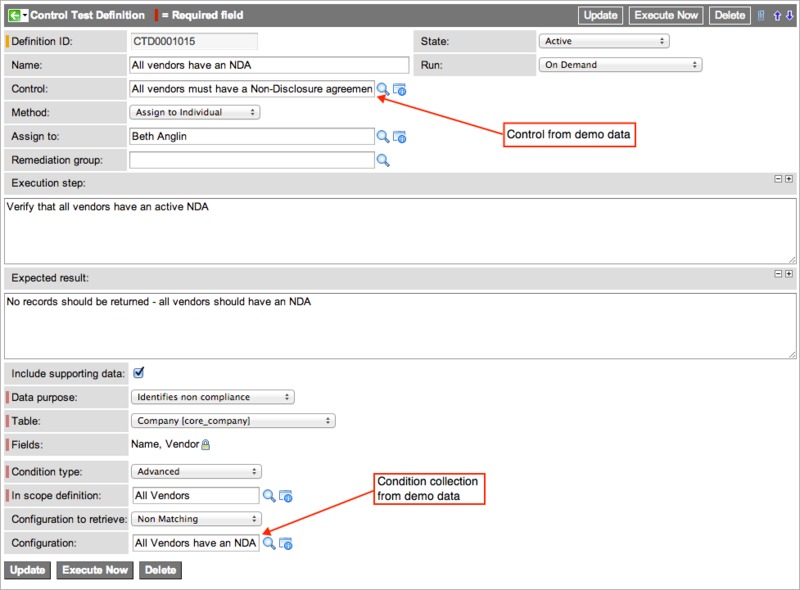 Control Test Definition = Required field Update Execute Now Delete
Definition ID: CTD0001015 State: Active
Name: All vendors have an NDA Run: On Demand
Control: All vendors must have a Non-Disclosure agreemen
Method: Assign to Individual
Control from demo data
Assign to: Beth Anglin
Remediation group:
Execution step:
Verify that all vendors have an active NDA
Expected result:
No records should be returned - all vendors should have an NDA
Include supporting data:
Data purpose: Identifies non compliance
Table: Company [core_company]
Fields: Name, Vendor
Condition type: Advanced
Condition collection
from demo data
In scope definition: All Vendors
Configuration to retrieve: Non Matching
Configuration: All Vendors have an NDA
Update Execute Now Delete